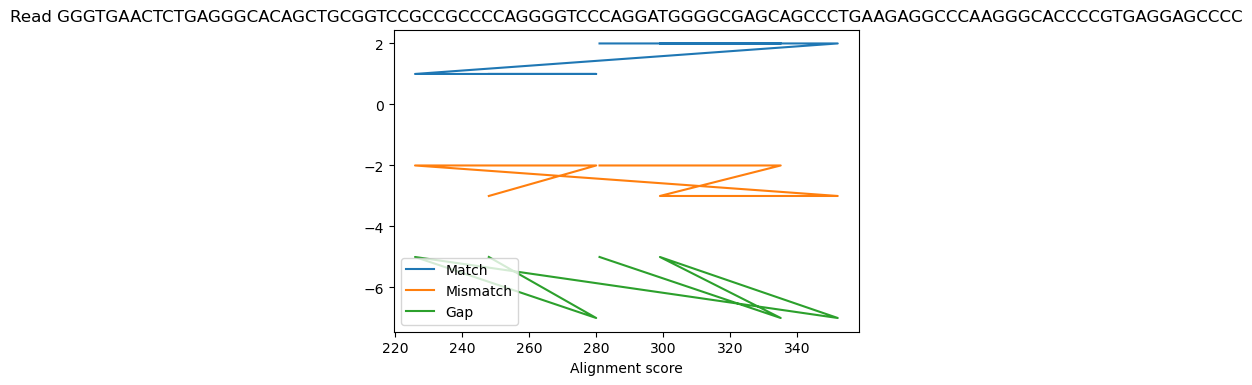 Read GGGTGAACTCTGAGGGCACAGCTGCGGTCCGCCGCCCCAGGGGTCCCAGGATGGGGCGAGCAGCCCTGAAGAGGCCCAAGGGCACCCCGTGAGGAGCCCC
2
0
−2
−4
−6
Match
Mismatch
Gap
220 240 260 280 300 320 340
Alignment score